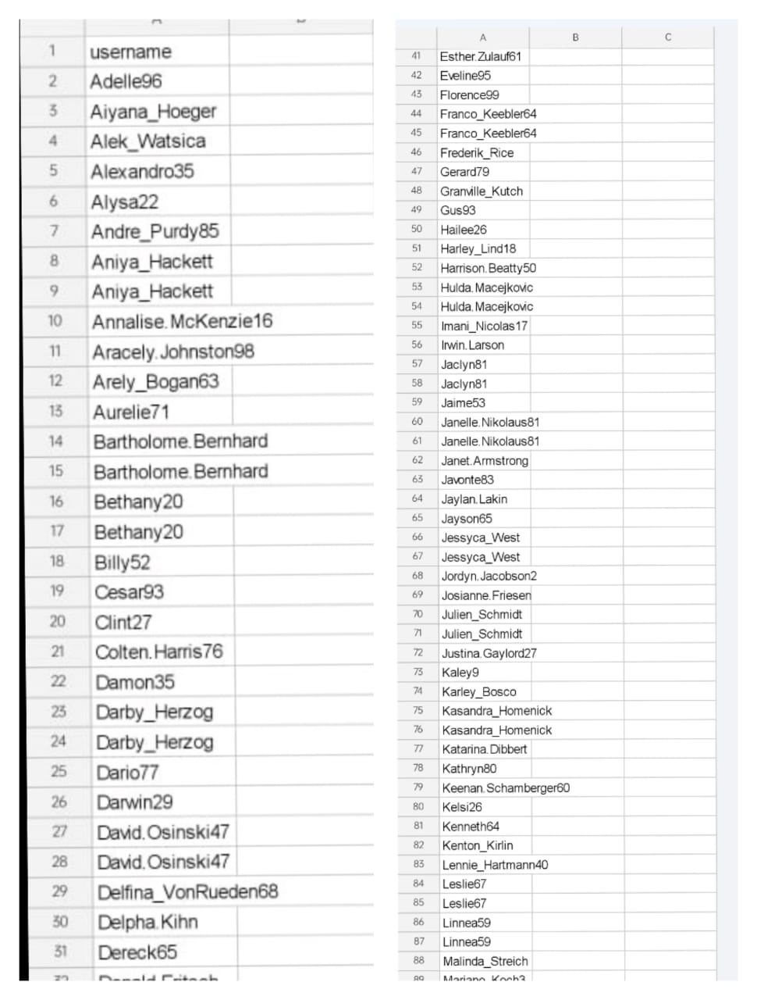 A
1 username
2 Adelle96
3 Aiyana_Hoeger
4 Alek_Watsica
5 Alexandro35
6 Alysa22
7 Andre_Purdy85
8 Aniya_Hackett
9 Aniya_Hackett
10 Annalise.McKenzie16
11 Aracely.Johnston98
12 Arely_Bogan63
13 Aurelie71
14 Bartholome.Bernhard
15 Bartholome.Bernhard
16 Bethany20
17 Bethany20
18 Billy52
19 Cesar93
20 Clint27
21 Colten.Harris76
22 Damon35
23 Darby_Herzog
24 Darby_Herzog
25 Dario77
26 Darwin29
27 David.Osinski47
28 David.Osinski47
29 Delfina_VonRueden68
30 Delpha.Kihn
31 Dereck65
32 Donald.Fritsch
A B C
41 Esther.Zulauf61
42 Eveline95
43 Florence99
44 Franco_Keebler64
45 Franco_Keebler64
46 Frederik_Rice
47 Gerard79
48 Granville_Kutch
49 Gus93
50 Hailee26
51 Harley_Lind18
52 Harrison.Beatty50
53 Hulda.Macejkovic
54 Hulda.Macejkovic
55 Imani_Nicolas17
56 Irwin.Larson
57 Jaclyn81
58 Jaclyn81
59 Jaime53
60 Janelle.Nikolaus81
61 Janelle.Nikolaus81
62 Janet.Armstrong
63 Javonte83
64 Jaylan.Lakin
65 Jayson65
66 Jessyca_West
67 Jessyca_West
68 Jordyn.Jacobson2
69 Josianne.Friesen
70 Julien_Schmidt
71 Julien_Schmidt
72 Justina.Gaylord27
73 Kaley9
74 Karley_Bosco
75 Kasandra_Homenick
76 Kasandra_Homenick
77 Katarina.Dibbert
78 Kathryn80
79 Keenan.Schamberger60
80 Kelsi26
81 Kenneth64
82 Kenton_Kirlin
83 Lennie_Hartmann40
84 Leslie67
85 Leslie67
86 Linnea59
87 Linnea59
88 Malinda_Streich
89 Mariano_Koch3